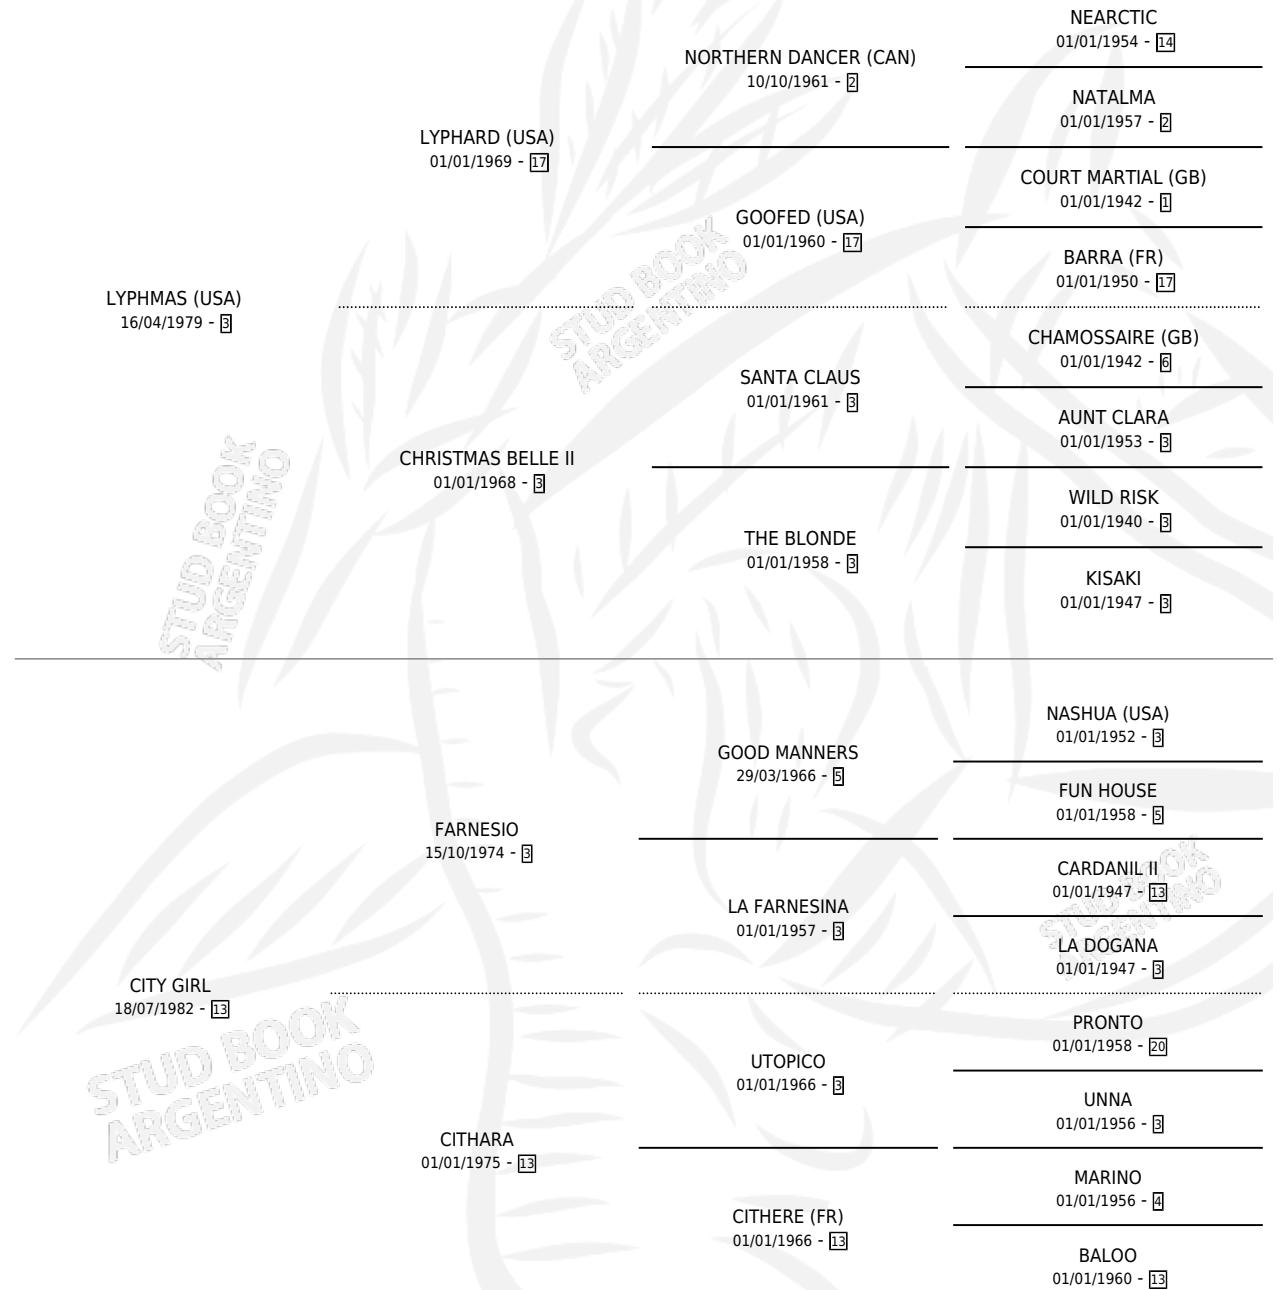 NEARCTIC
01/01/1954 - 14
NORTHERN DANCER (CAN)
10/10/1961 - 2
NATALMA
01/01/1957 - 2
LYPHARD (USA)
01/01/1969 - 17
COURT MARTIAL (GB)
01/01/1942 - 1
GOOFED (USA)
01/01/1960 - 17
BARRA (FR)
01/01/1950 - 17
LYPHMAS (USA)
16/04/1979 - 3
CHAMOSSAIRE (GB)
01/01/1942 - 6
SANTA CLAUS
01/01/1961 - 3
AUNT CLARA
01/01/1953 - 3
CHRISTMAS BELLE II
01/01/1968 - 3
WILD RISK
01/01/1940 - 3
THE BLONDE
01/01/1958 - 3
KISAKI
01/01/1947 - 3
NASHUA (USA)
01/01/1952 - 3
GOOD MANNERS
29/03/1966 - 5
FUN HOUSE
01/01/1958 - 5
FARNESIO
15/10/1974 - 3
CARDANIL II
01/01/1947 - 13
LA FARNESINA
01/01/1957 - 3
LA DOGANA
01/01/1947 - 3
CITY GIRL
18/07/1982 - 13
PRONTO
01/01/1958 - 20
UTOPICO
01/01/1966 - 3
UNNA
01/01/1956 - 3
CITHARA
01/01/1975 - 13
MARINO
01/01/1956 - 4
CITHERE (FR)
01/01/1966 - 13
BALOO
01/01/1960 - 13
STUD BOOK
ARGENTINO
STUD BOOK
ARGENTINO
STUD BOOK
ARGENTINO
STUD BOOK
ARGENTINO